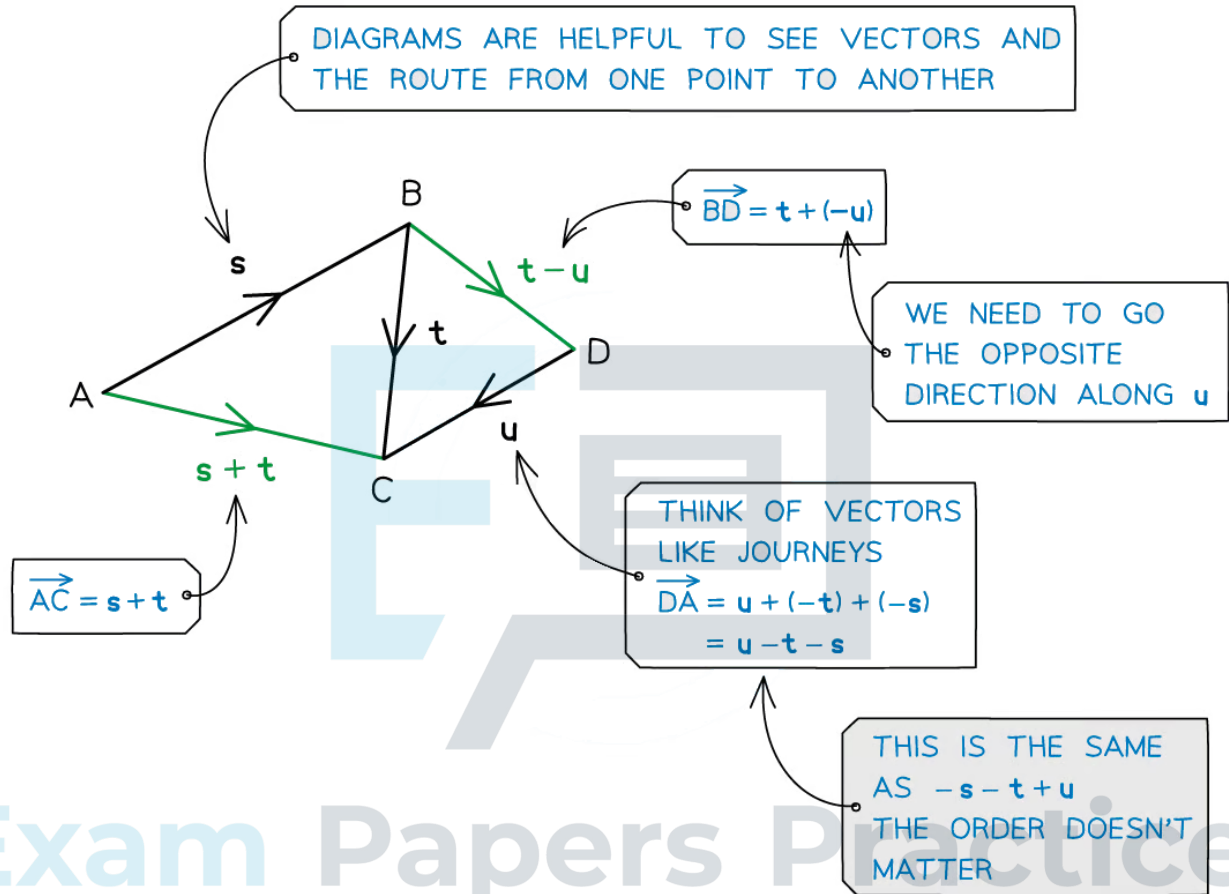 DIAGRAMS ARE HELPFUL TO SEE VECTORS AND
THE ROUTE FROM ONE POINT TO ANOTHER
B
BD = t + (-u)
s
t - u
WE NEED TO GO
THE OPPOSITE
DIRECTION ALONG u
t
D
A
u
s + t
C
THINK OF VECTORS
LIKE JOURNEYS
DA = u + (-t) + (-s)
= u - t - s
AC = s + t
THIS IS THE SAME
AS -s - t + u
THE ORDER DOESN'T
MATTER
Exam Papers Practice